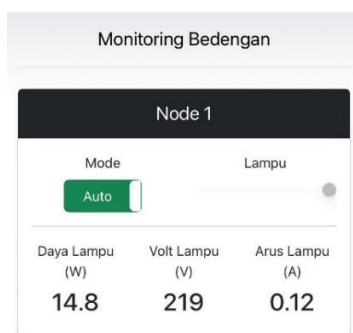 Monitoring Bedengan
Node 1
Mode Lampu
Auto
Daya Lampu Volt Lampu Arus Lampu
(W) (V) (A)
14.8 219 0.12